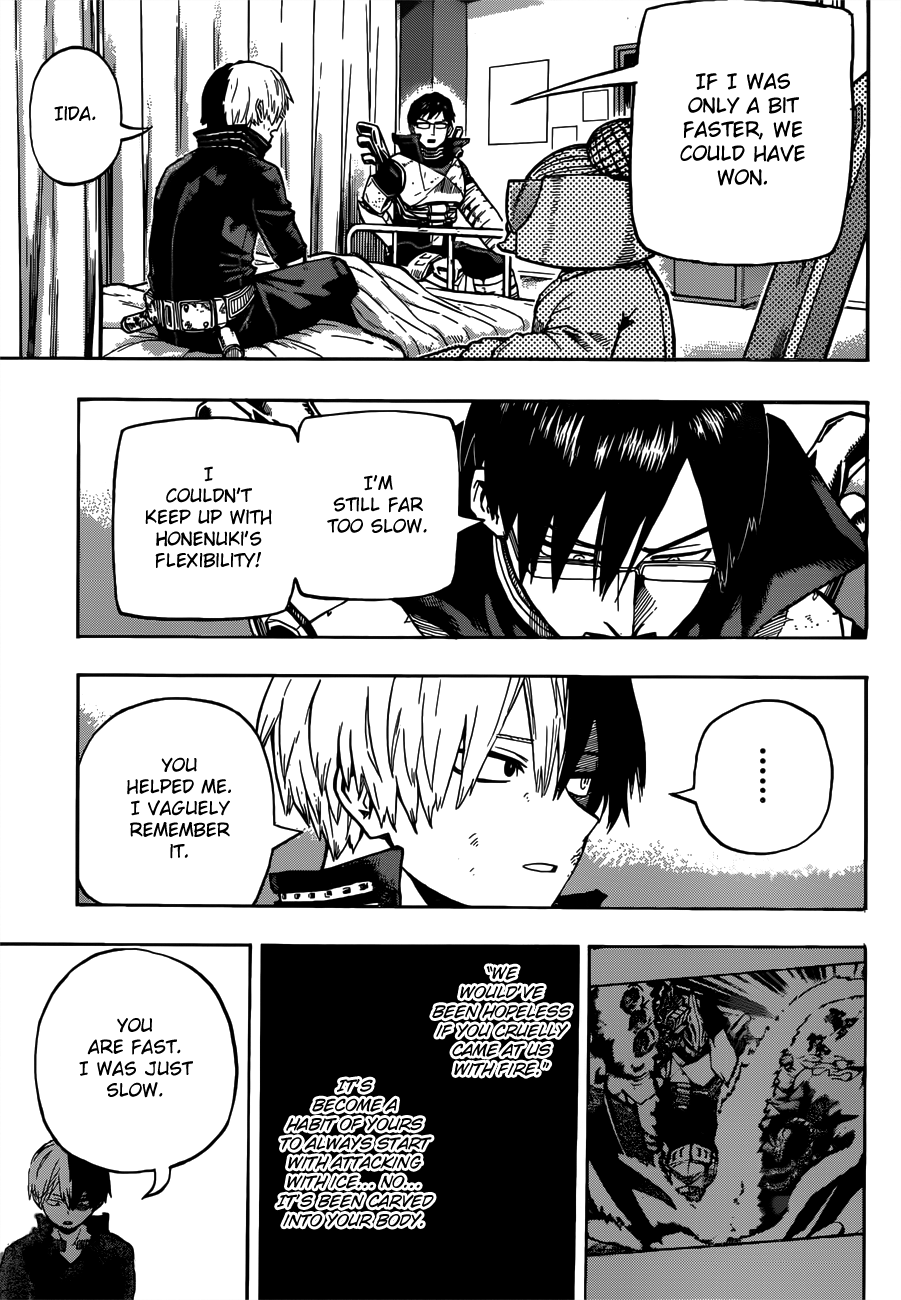 IF I WAS
ONLY A BIT
FASTER, WE
COULD HAVE
WON.
IIDA.
I'M
STILL FAR
TOO SLOW.
I
COULDN'T
KEEP UP WITH
HONENUKI'S
FLEXIBILITY!
......
YOU
HELPED ME.
I VAGUELY
REMEMBER
IT.
"WE
WOULD'VE
BEEN HOPELESS
IF YOU CRUELLY
CAME AT US
WITH FIRE."
IT'S
BECOME A
HABIT OF YOURS
TO ALWAYS START
WITH ATTACKING
WITH ICE... NO...
IT'S BEEN CARVED
INTO YOUR BODY.
YOU
ARE FAST.
I WAS JUST
SLOW.